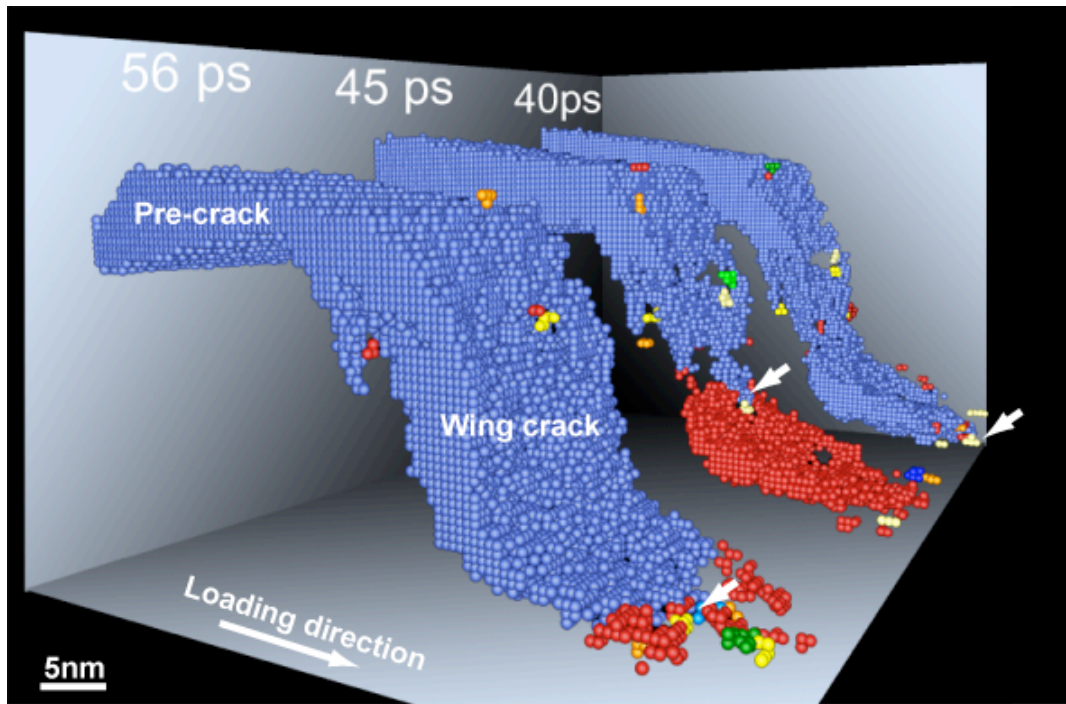 56 ps
45 ps
40ps
Pre-crack
Wing crack
Loading direction
5nm